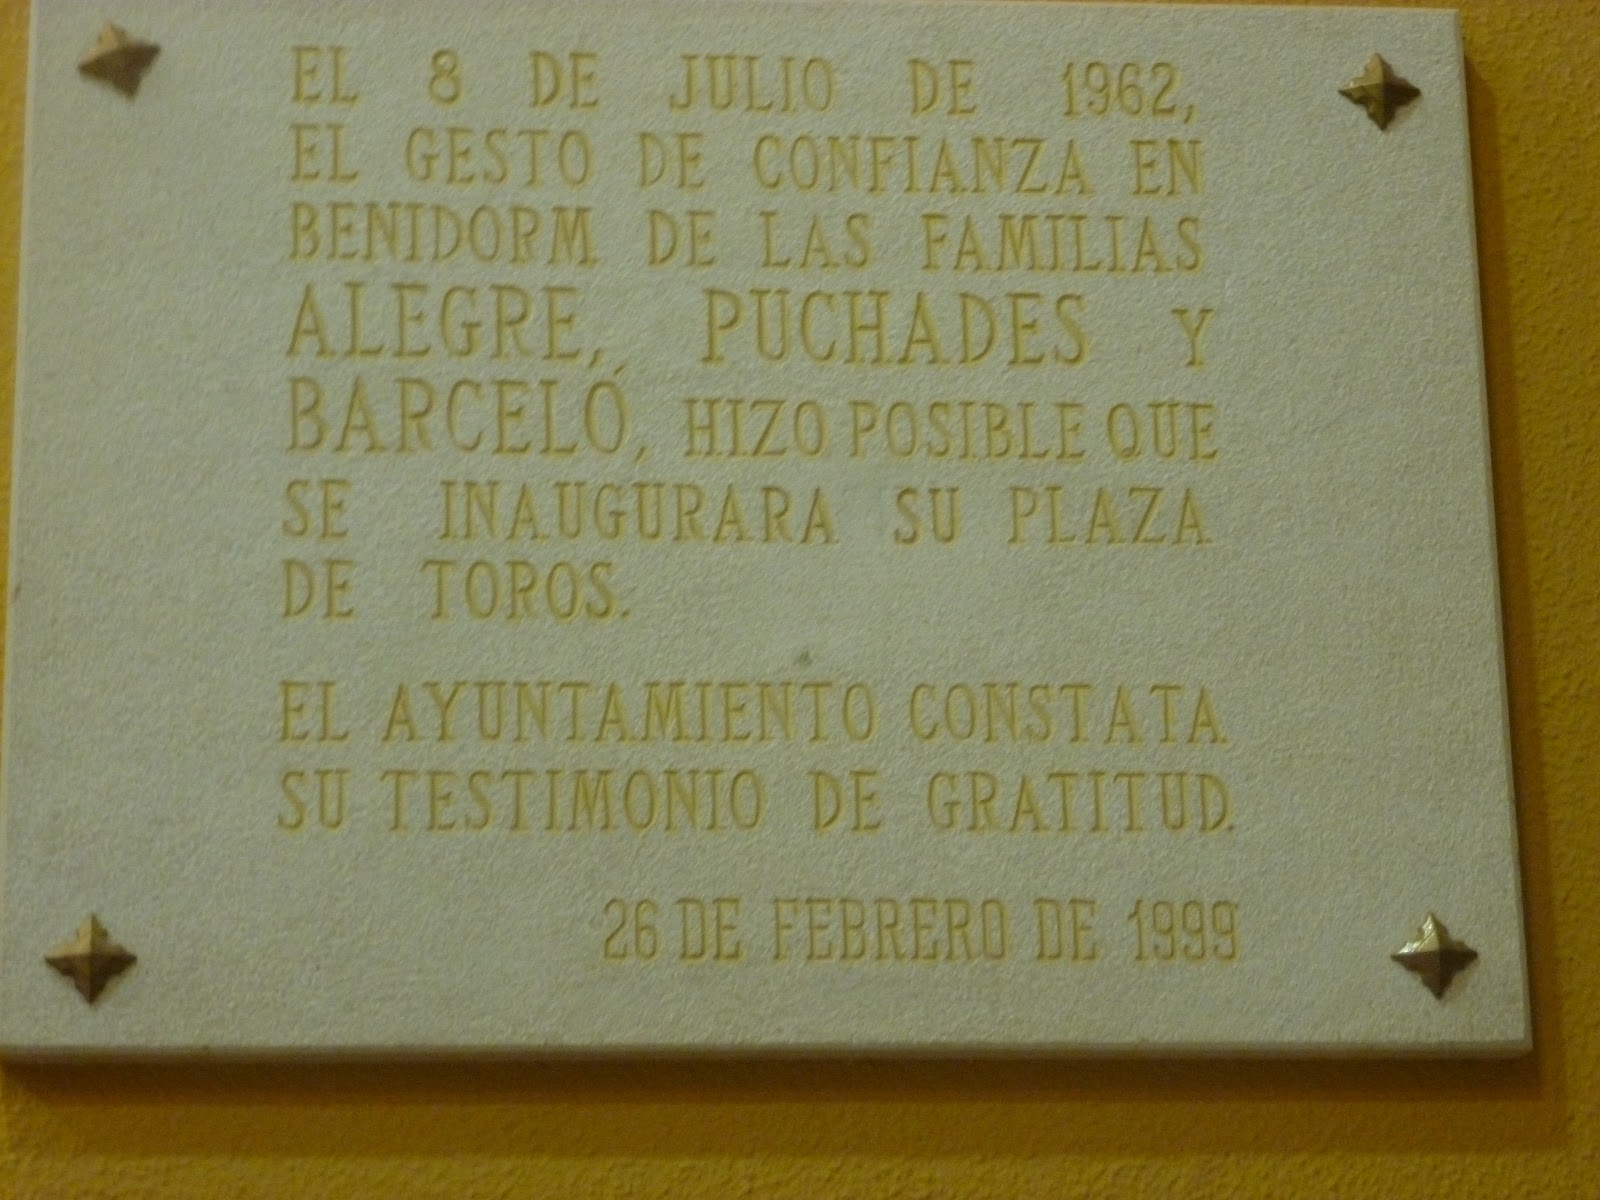 EL 8 DE JULIO DE 1962,
EL GESTO DE CONFIANZA EN
BENIDORM DE LAS FAMILIAS
ALEGRE, PUCHADES Y
BARCELÓ, HIZO POSIBLE QUE
SE INAUGURARA SU PLAZA
DE TOROS.
EL AYUNTAMIENTO CONSTATA
SU TESTIMONIO DE GRATITUD.
26 DE FEBRERO DE 1999